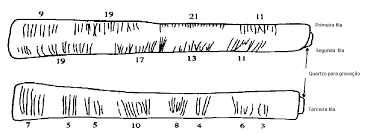 9 19 21 11
Primeira fila
Segunda fila
19 17 13 11
Quartzo para gravação
Terceira fila
7 5 5 10 8 4 6 3